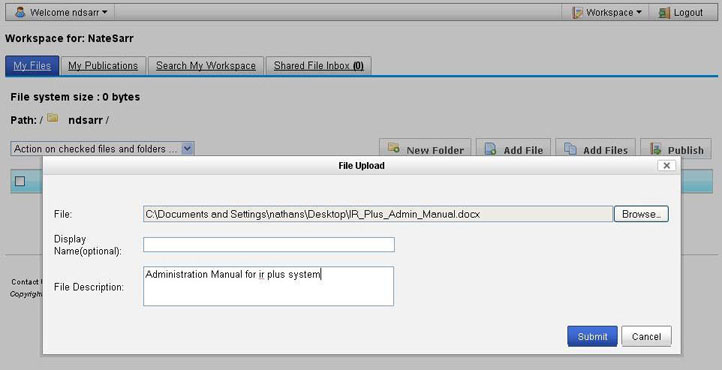 Welcome ndsarr
Workspace
Logout
Workspace for: NateSarr
My Files
My Publications
Search My Workspace
Shared File Inbox (0)
File system size : 0 bytes
Path: / ndsarr /
Action on checked files and folders ...
New Folder
Add File
Add Files
Publish
File Upload
File:
C:\Documents and Settings\nathans\Desktop\IR_Plus_Admin_Manual.docx
Browse...
Display
Name(optional):
File Description:
Administration Manual for ir plus system
Submit
Cancel
Contact
Copyrig